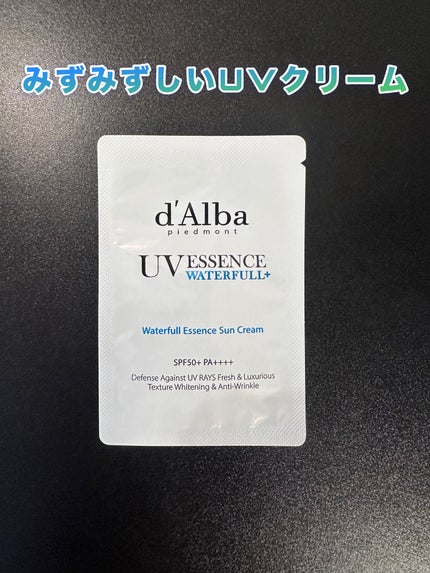 みずみずしいUVクリーム
d'Alba
piedmont
UV ESSENCE
WATERFULL+
Waterfull Essence Sun Cream
SPF50+ PA++++
Defense Against UV RAYS Fresh & Luxurious
Texture Whitening & Anti-Wrinkle